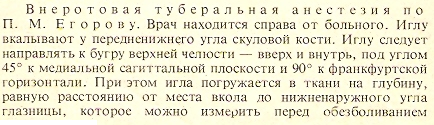 Внеротовая туберальная анестезия по
П. М. Егорову. Врач находится справа от больного. Иглу
вкалывают у передненижнего угла скуловой кости. Иглу следует
направлять к бугру верхней челюсти — вверх и внутрь, под углом
45° к медиальной сагиттальной плоскости и 90° к франкфуртской
горизонтали. При этом игла погружается в ткани на глубину,
равную расстоянию от места вкола до нижненаружного угла
глазницы, которое можно измерить перед обезболиванием